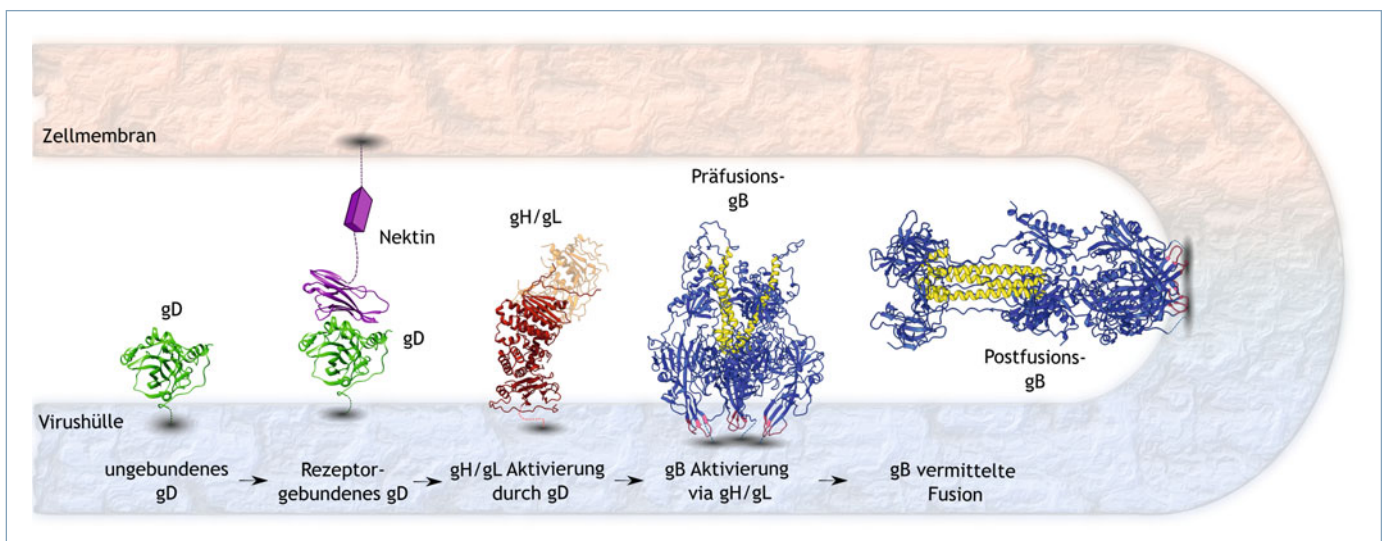 Zellmembran
Präfusions-
gB
gH/gL
Nektin
gD
gD
Postfusions-
gB
Virushülle
ungebundenes
gD
Rezeptor-
gebundenes gD
gH/gL Aktivierung
durch gD
gB Aktivierung
via gH/gL
gB vermittelte
Fusion